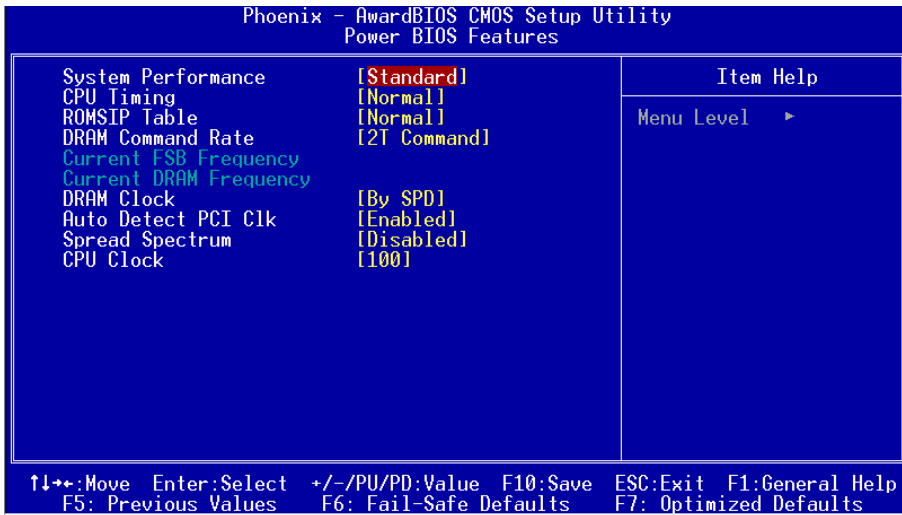 Phoenix - AwardBIOS CMOS Setup Utility
Power BIOS Features
System Performance [Standard]
CPU Timing [Normal]
ROMSIP Table [Normal]
DRAM Command Rate [2T Command]
Current FSB Frequency
Current DRAM Frequency
DRAM Clock [By SPD]
Auto Detect PCI Clk [Enabled]
Spread Spectrum [Disabled]
CPU Clock [100]
Item Help
Menu Level ►
↑↓→←:Move Enter:Select +/-/PU/PD:Value F10:Save ESC:Exit F1:General Help
F5: Previous Values F6: Fail-Safe Defaults F7: Optimized Defaults